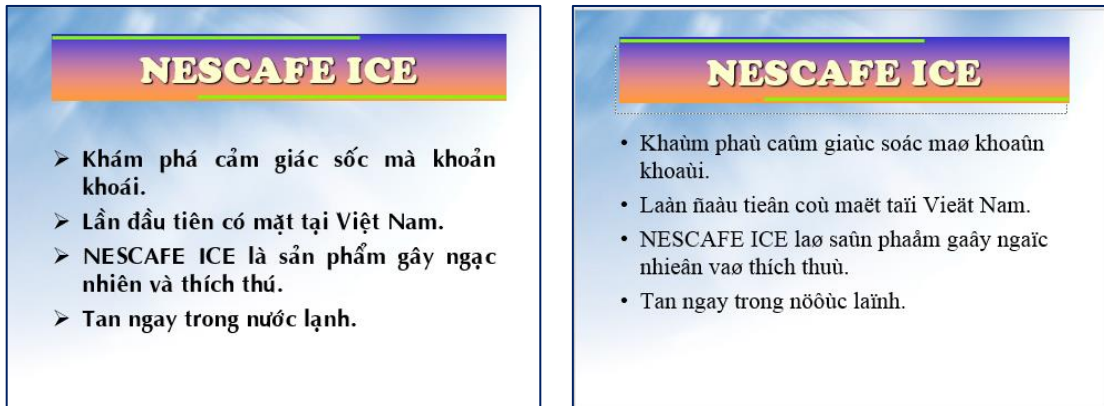 NESCAFE ICE
➢ Khám phá cảm giác sốc mà khoản
khoái.
➢ Lần đầu tiên có mặt tại Việt Nam.
➢ NESCAFE ICE là sản phẩm gây ngạc
nhiên và thích thú.
➢ Tan ngay trong nước lạnh.
NESCAFE ICE
• Khaùm phaù caûm giaùc soác maø khoaûn
khoaùi.
• Laàn ñaàu tieân coù maët taïi Vieät Nam.
• NESCAFE ICE laø saûn phaåm gaây ngaïc
nhieân vaø thích thuù.
• Tan ngay trong nöôùc laïnh.